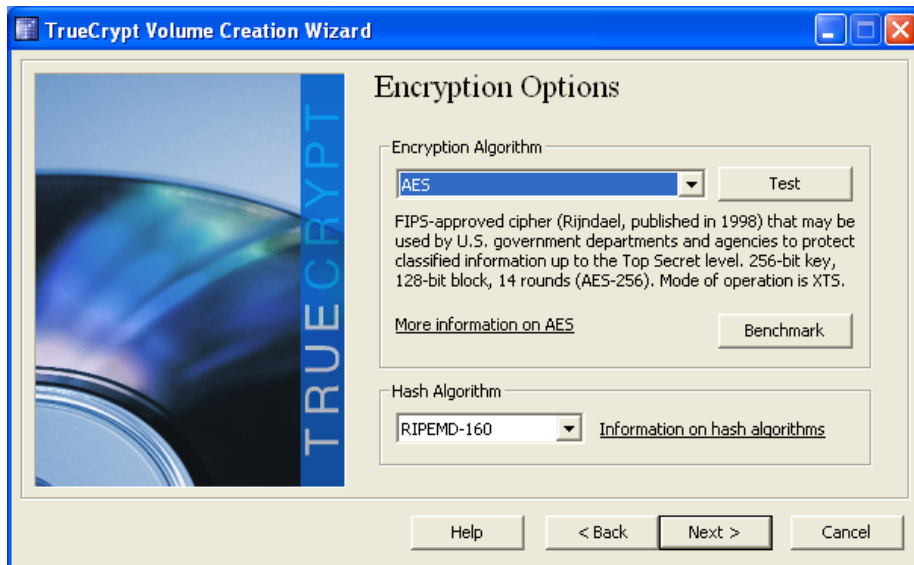 TrueCrypt Volume Creation Wizard
TRUECRYPT
Encryption Options
Encryption Algorithm
AES
Test
FIPS-approved cipher (Rijndael, published in 1998) that may be
used by U.S. government departments and agencies to protect
classified information up to the Top Secret level. 256-bit key,
128-bit block, 14 rounds (AES-256). Mode of operation is XTS.
More information on AES
Benchmark
Hash Algorithm
RIPEMD-160
Information on hash algorithms
Help
< Back
Next >
Cancel